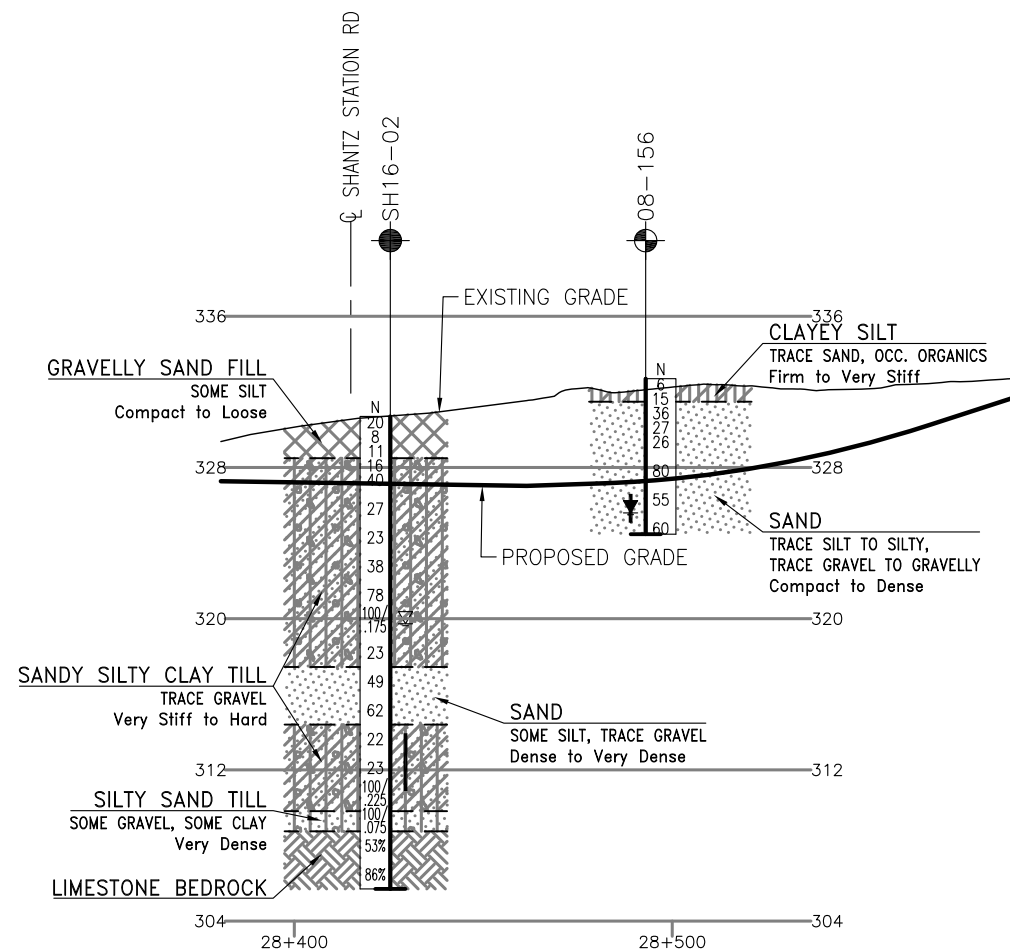 ℄ SHANTZ STATION RD
SH16-02
08-156
EXISTING GRADE
336
336
CLAYEY SILT
TRACE SAND, OCC. ORGANICS
Firm to Very Stiff
GRAVELLY SAND FILL
SOME SILT
Compact to Loose
N
20
8
11
16
40
27
23
38
78
100/
.175
23
49
62
22
23
100/
.225
100/
.075
53%
86%
N
6
15
36
27
26
80
55
60
328
328
SAND
TRACE SILT TO SILTY,
TRACE GRAVEL TO GRAVELLY
Compact to Dense
PROPOSED GRADE
320
320
SANDY SILTY CLAY TILL
TRACE GRAVEL
Very Stiff to Hard
SAND
SOME SILT, TRACE GRAVEL
Dense to Very Dense
312
312
SILTY SAND TILL
SOME GRAVEL, SOME CLAY
Very Dense
LIMESTONE BEDROCK
304
304
28+400
28+500